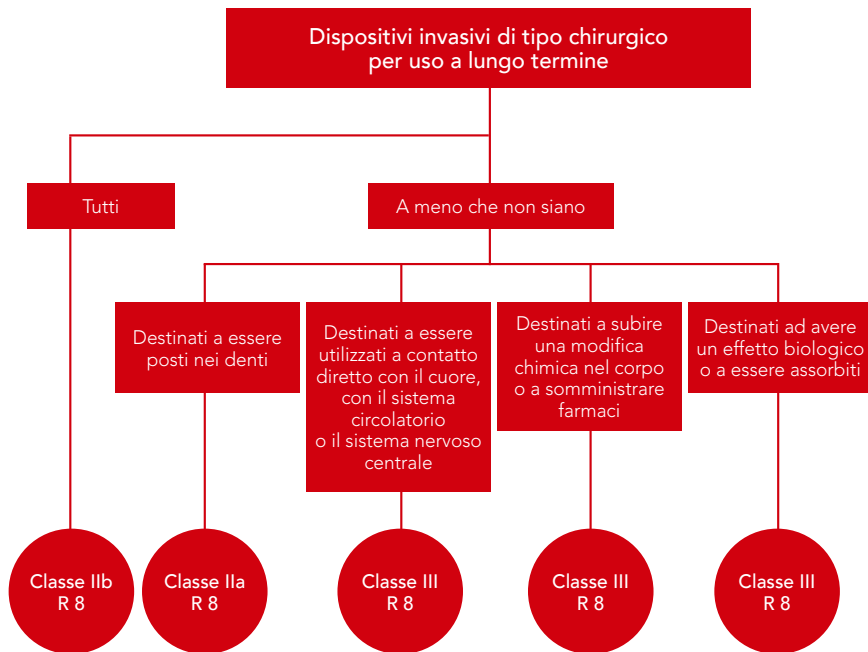 Dispositivi invasivi di tipo chirurgico
per uso a lungo termine
Tutti
A meno che non siano
Destinati a essere
posti nei denti
Destinati a essere
utilizzati a contatto
diretto con il cuore,
con il sistema
circolatorio
o il sistema nervoso
centrale
Destinati a subire
una modifica
chimica nel corpo
o a somministrare
farmaci
Destinati ad avere
un effetto biologico
o a essere assorbiti
Classe IIb
R 8
Classe IIa
R 8
Classe III
R 8
Classe III
R 8
Classe III
R 8